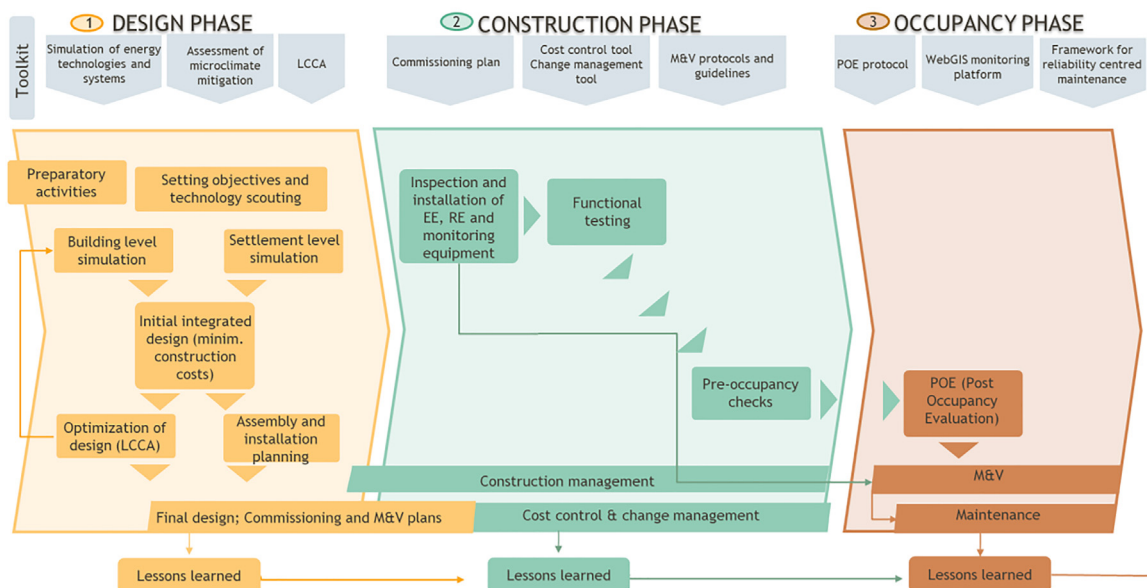 1 DESIGN PHASE
2 CONSTRUCTION PHASE
3 OCCUPANCY PHASE
Toolkit
Simulation of energy
technologies and
systems
Assessment of
microclimate
mitigation
LCCA
Commissioning plan
Cost control tool
Change management
tool
M&V protocols and
guidelines
POE protocol
WebGIS monitoring
platform
Framework for
reliability centred
maintenance
Preparatory
activities
Setting objectives and
technology scouting
Building level
simulation
Settlement level
simulation
Initial integrated
design (minim.
construction
costs)
Optimization of
design (LCCA)
Assembly and
installation
planning
Final design; Commissioning and M&V plans
Lessons learned
Inspection and
installation of
EE, RE and
monitoring
equipment
Functional
testing
Pre-occupancy
checks
Construction management
Cost control & change management
Lessons learned
POE (Post
Occupancy
Evaluation)
M&V
Maintenance
Lessons learned